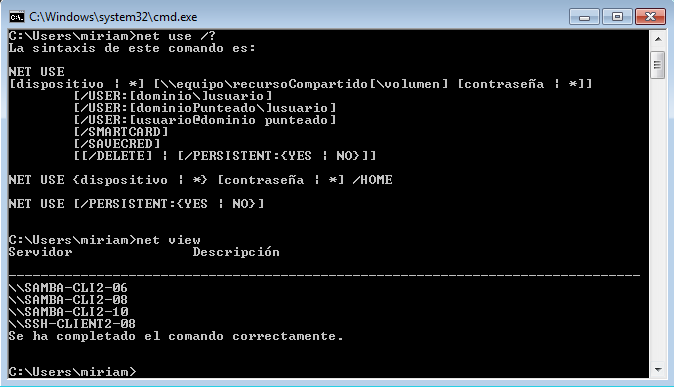 C:\Windows\system32\cmd.exe
C:\Users\miriam>net use /?
La sintaxis de este comando es:
NET USE
[dispositivo ¦ *] [\\equipo\recursoCompartido[\volumen] [contraseña ¦ *]]
[/USER:[dominio\]usuario]
[/USER:[dominioPunteado\]usuario]
[/USER:[usuario@dominio punteado]
[/SMARTCARD]
[/SAVECRED]
[[/DELETE] ¦ [/PERSISTENT:{YES ¦ NO}]]
NET USE {dispositivo ¦ *} [contraseña ¦ *] /HOME
NET USE [/PERSISTENT:{YES ¦ NO}]
C:\Users\miriam>net view
Servidor Descripción
-------------------------------------------------------------------------------
\\SAMBA-CLI2-06
\\SAMBA-CLI2-08
\\SAMBA-CLI2-10
\\SSH-CLIENT2-08
Se ha completado el comando correctamente.
C:\Users\miriam>